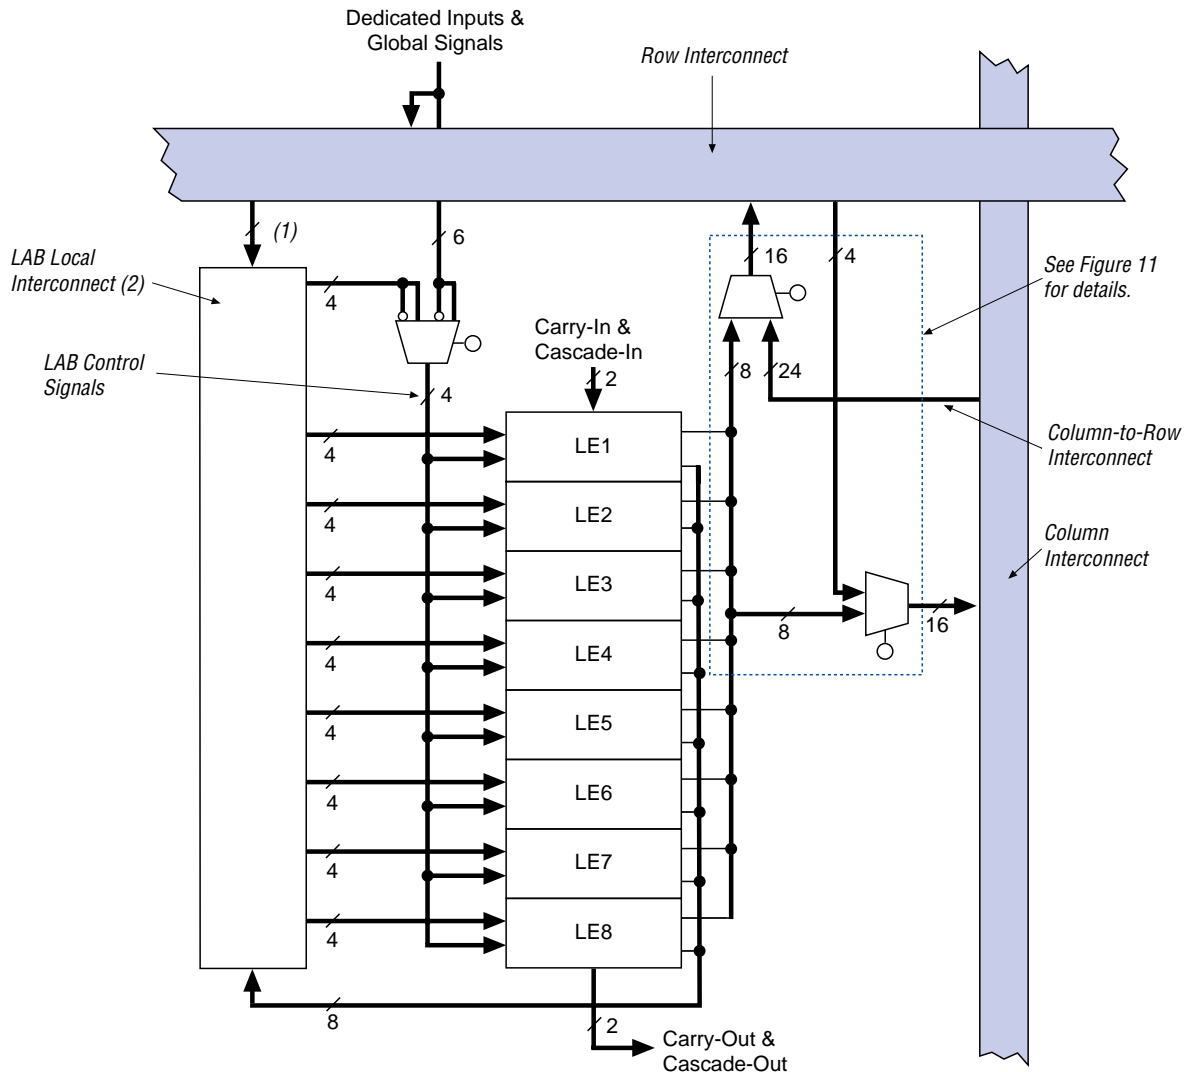 Dedicated Inputs &
Global Signals
Row Interconnect
(1)
6
16
4
LAB Local
Interconnect (2)
See Figure 11
for details.
4
Carry-In &
Cascade-In
LAB Control
Signals
2
8
24
4
Column-to-Row
Interconnect
4
LE1
4
LE2
Column
Interconnect
4
LE3
8
16
4
LE4
4
LE5
4
LE6
4
LE7
4
LE8
8
2
Carry-Out &
Cascade-Out